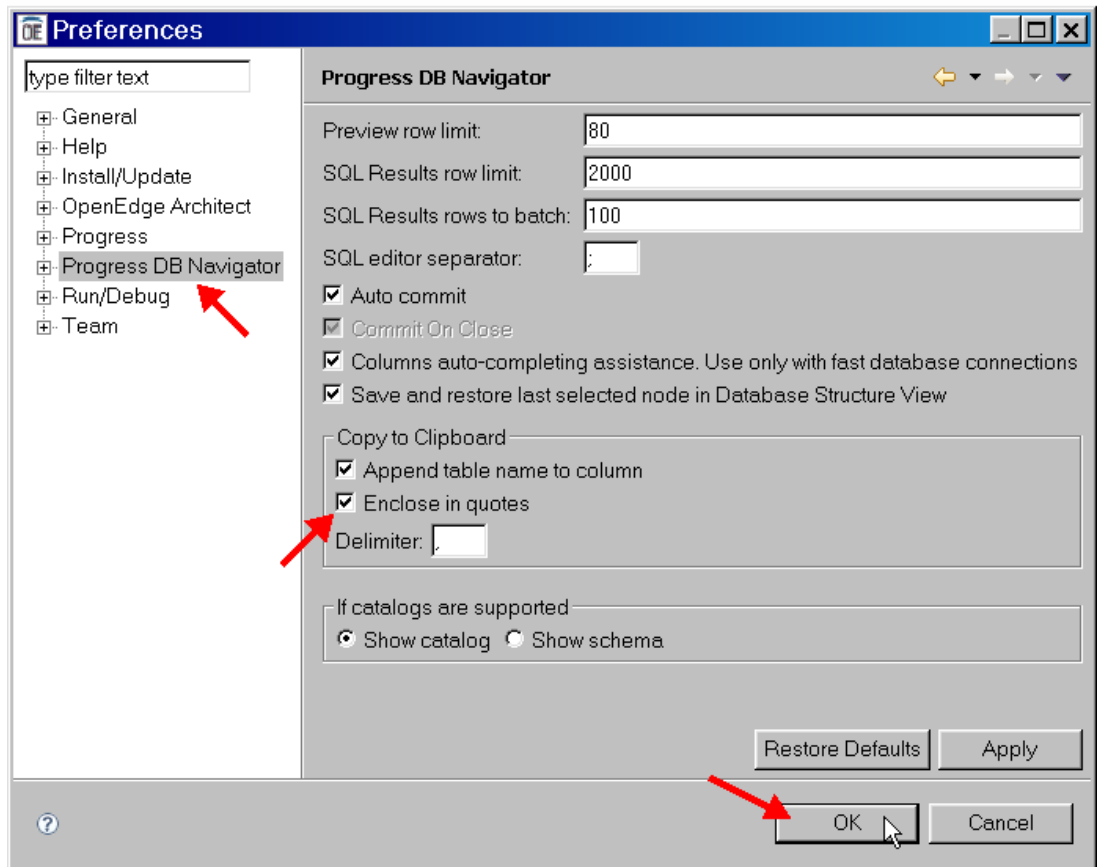 OE Preferences
type filter text
General
Help
Install/Update
OpenEdge Architect
Progress
Progress DB Navigator
Run/Debug
Team
Progress DB Navigator
Preview row limit: 80
SQL Results row limit: 2000
SQL Results rows to batch: 100
SQL editor separator: ;
Auto commit
Commit On Close
Columns auto-completing assistance. Use only with fast database connections
Save and restore last selected node in Database Structure View
Copy to Clipboard
Append table name to column
Enclose in quotes
Delimiter: ,
If catalogs are supported
Show catalog Show schema
Restore Defaults Apply
? OK Cancel